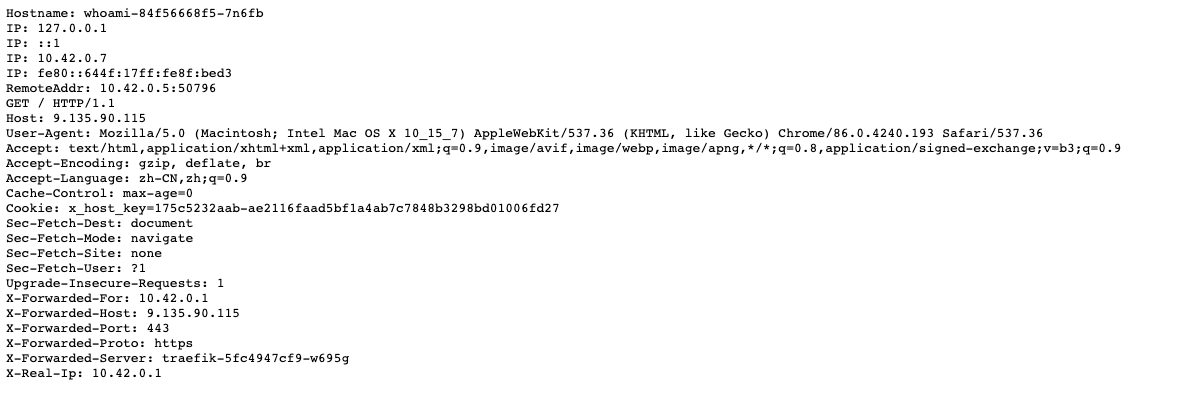 Hostname: whoami-84f56668f5-7n6fb
IP: 127.0.0.1
IP: ::1
IP: 10.42.0.7
IP: fe80::644f:17ff:fe8f:bed3
RemoteAddr: 10.42.0.5:50796
GET / HTTP/1.1
Host: 9.135.90.115
User-Agent: Mozilla/5.0 (Macintosh; Intel Mac OS X 10_15_7) AppleWebKit/537.36 (KHTML, like Gecko) Chrome/86.0.4240.193 Safari/537.36
Accept: text/html,application/xhtml+xml,application/xml;q=0.9,image/avif,image/webp,image/apng,*/*;q=0.8,application/signed-exchange;v=b3;q=0.9
Accept-Encoding: gzip, deflate, br
Accept-Language: zh-CN,zh;q=0.9
Cache-Control: max-age=0
Cookie: x_host_key=175c5232aab-ae2116faad5bf1a4ab7c7848b3298bd01006fd27
Sec-Fetch-Dest: document
Sec-Fetch-Mode: navigate
Sec-Fetch-Site: none
Sec-Fetch-User: ?1
Upgrade-Insecure-Requests: 1
X-Forwarded-For: 10.42.0.1
X-Forwarded-Host: 9.135.90.115
X-Forwarded-Port: 443
X-Forwarded-Proto: https
X-Forwarded-Server: traefik-5fc4947cf9-w695g
X-Real-Ip: 10.42.0.1